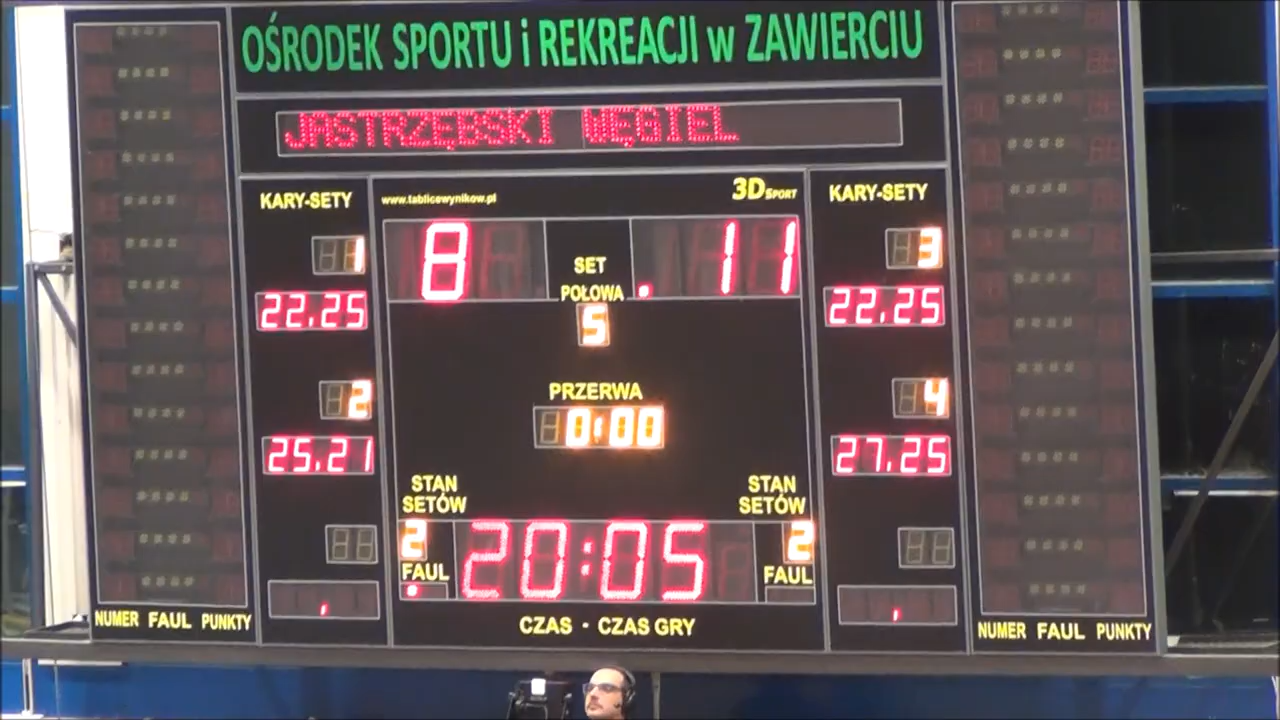 OŚRODEK SPORTU i REKREACJI w ZAWIERCIU
JASTRZĘBSKI WĘGIEL
KARY-SETY
www.tablicewynikow.pl
3D SPORT
KARY-SETY
1
22.25
8
SET
POŁOWA
5
. 11
3
22.25
PRZERWA
0:00
2
25.21
4
27.25
STAN
SETÓW
2
FAUL
20:05
STAN
SETÓW
2
FAUL
CZAS · CZAS GRY
NUMER FAUL PUNKTY
NUMER FAUL PUNKTY